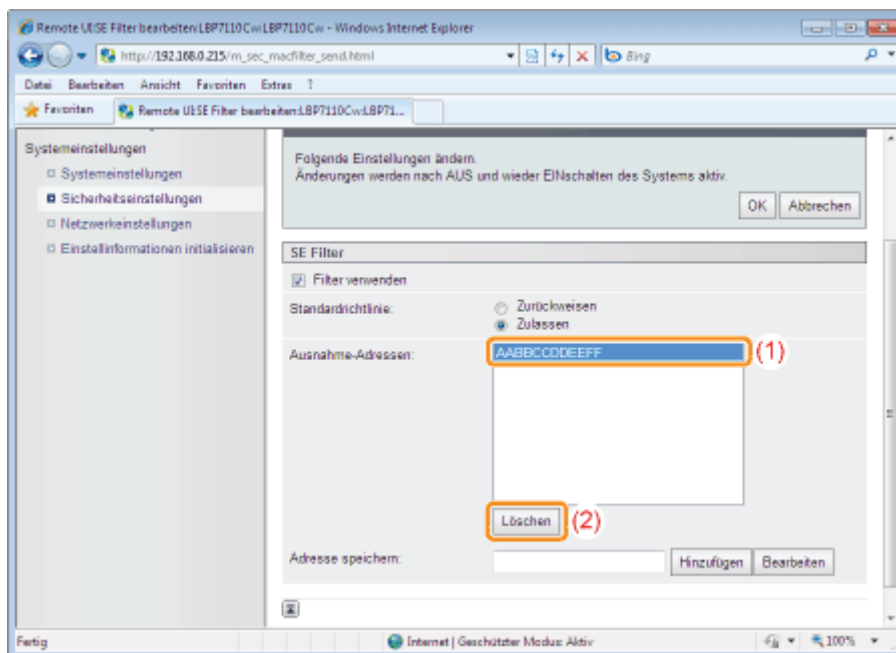 Remote UI:SE Filter bearbeiten:LBP7110Cw:LBP7110Cw - Windows Internet Explorer
http://192.168.0.215/m_sec_macfilter_send.html
Bing
Datei Bearbeiten Ansicht Favoriten Extras ?
Favoriten
Remote UI:SE Filter bearbeiten:LBP7110Cw:LBP71...
Systemeinstellungen
Systemeinstellungen
Sicherheitseinstellungen
Netzwerkeinstellungen
Einstellinformationen initialisieren
Folgende Einstellungen ändern.
Änderungen werden nach AUS und wieder EINschalten des Systems aktiv.
OK Abbrechen
SE Filter
Filter verwenden
Standardrichtlinie:
Zurückweisen
Zulassen
Ausnahme-Adressen:
AABBCCDDEEFF
(1)
Löschen
(2)
Adresse speichern:
Hinzufügen Bearbeiten
Fertig
Internet | Geschützter Modus: Aktiv
100%